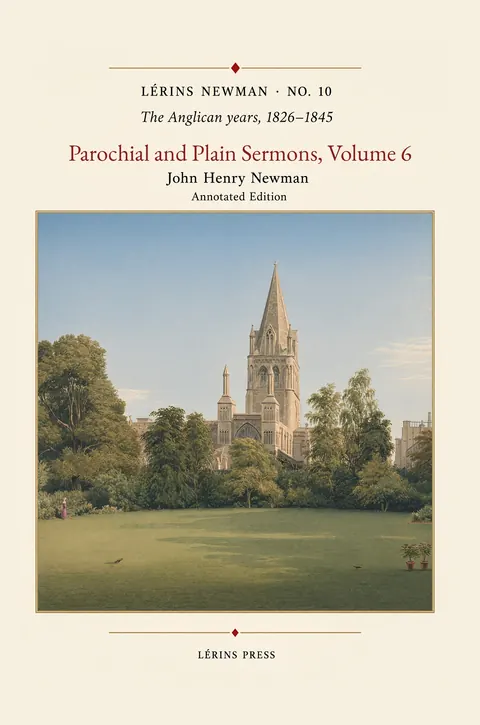 LÉRINS NEWMAN · NO. 10
The Anglican years, 1826–1845
Parochial and Plain Sermons, Volume 6
John Henry Newman
Annotated Edition
LÉRINS PRESS